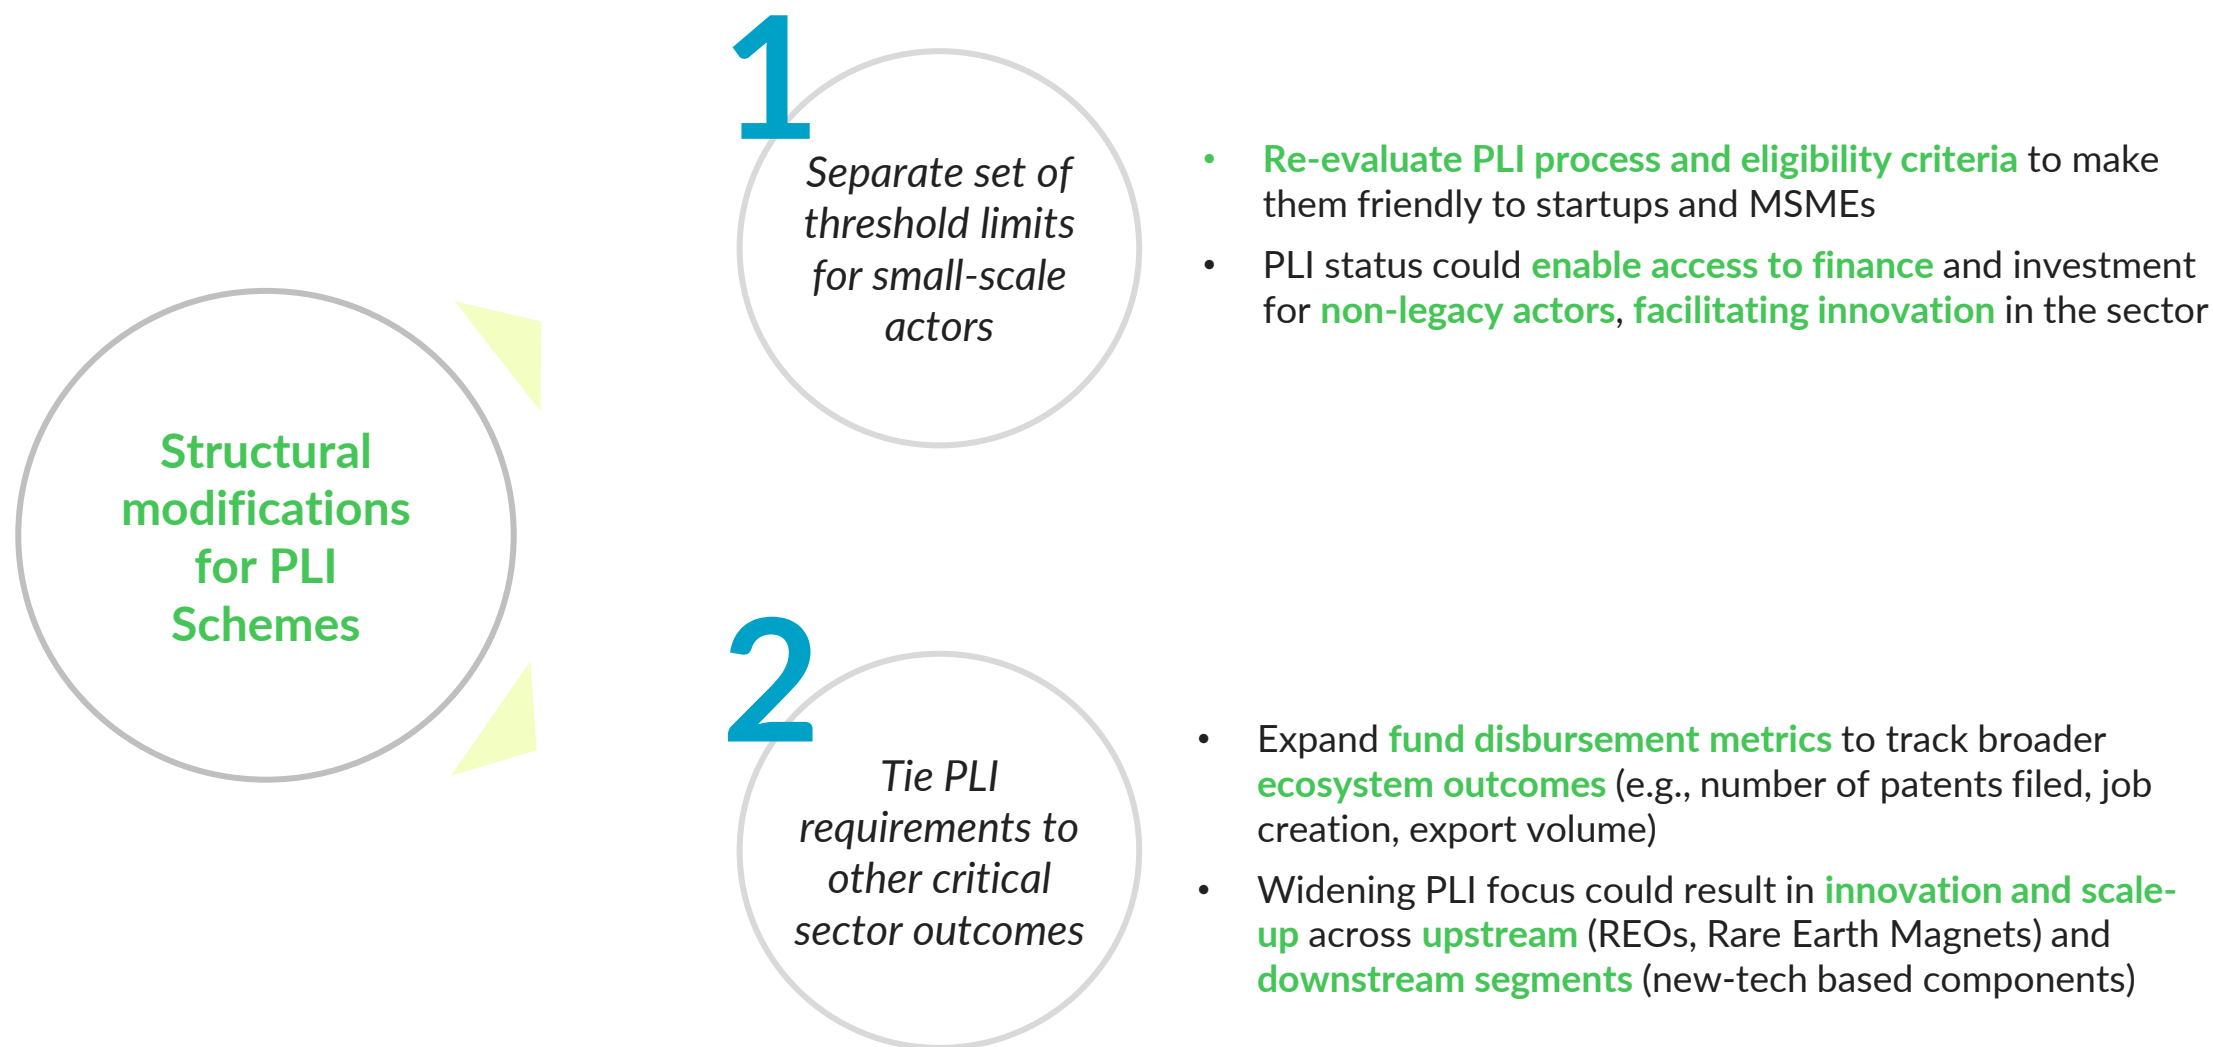 Structural
modifications
for PLI
Schemes
1
Separate set of
threshold limits
for small-scale
actors
• Re-evaluate PLI process and eligibility criteria to make
them friendly to startups and MSMEs
• PLI status could enable access to finance and investment
for non-legacy actors, facilitating innovation in the sector
2
Tie PLI
requirements to
other critical
sector outcomes
• Expand fund disbursement metrics to track broader
ecosystem outcomes (e.g., number of patents filed, job
creation, export volume)
• Widening PLI focus could result in innovation and scale-
up across upstream (REOs, Rare Earth Magnets) and
downstream segments (new-tech based components)